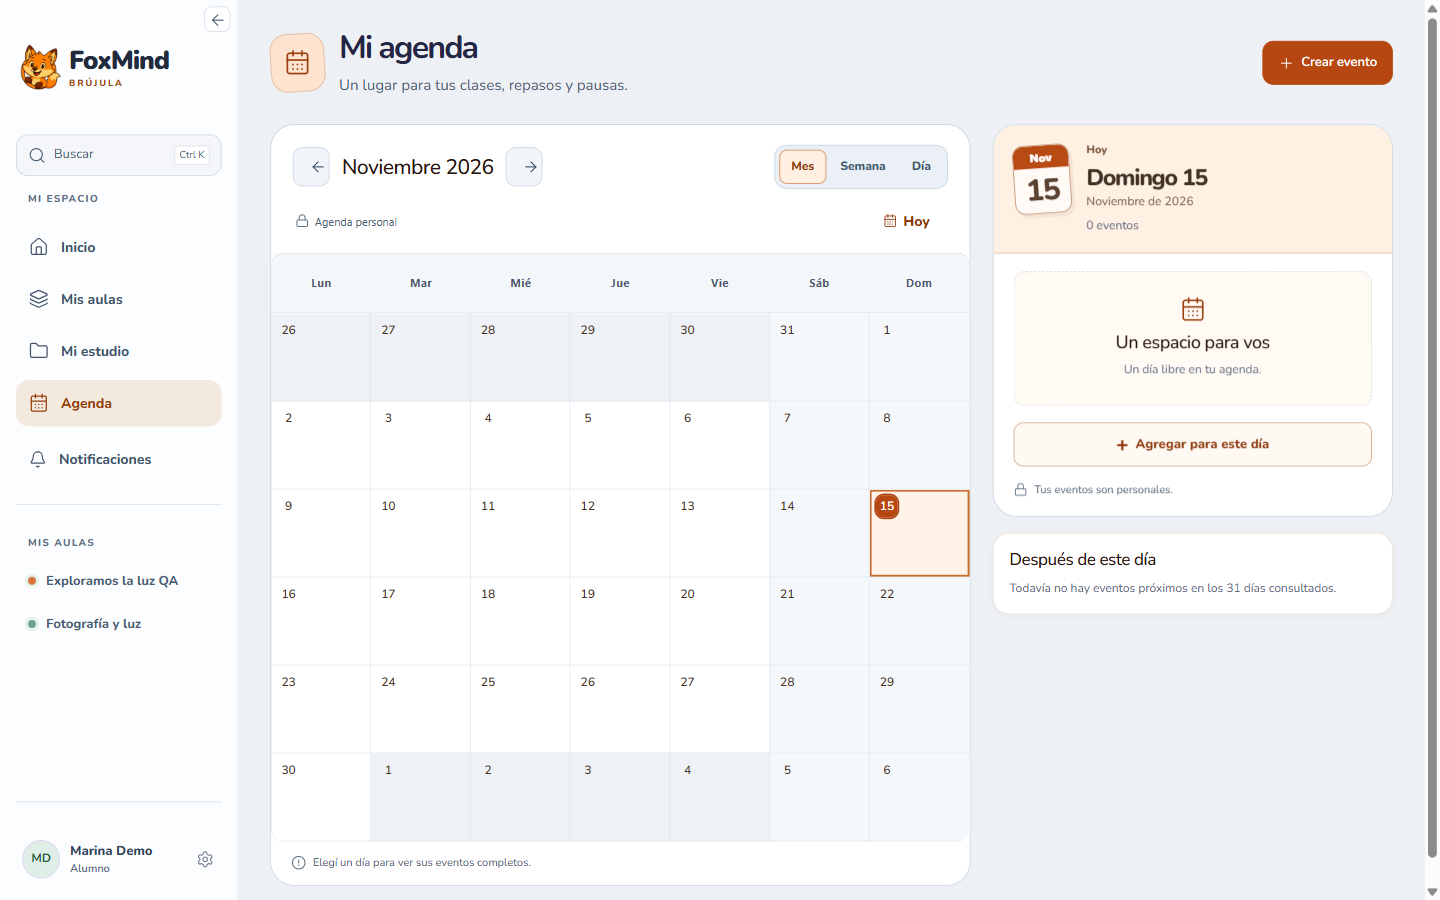 FoxMind
BRÚJULA
Buscar Ctrl K
MI ESPACIO
Inicio
Mis aulas
Mi estudio
Agenda
Notificaciones
MIS AULAS
Exploramos la luz QA
Fotografía y luz
MD
Marina Demo
Alumno
Mi agenda
Un lugar para tus clases, repasos y pausas.
Crear evento
Noviembre 2026
Mes Semana Día
Agenda personal
Hoy
Lun Mar Mié Jue Vie Sáb Dom
26 27 28 29 30 31 1
2 3 4 5 6 7 8
9 10 11 12 13 14 15
16 17 18 19 20 21 22
23 24 25 26 27 28 29
30 1 2 3 4 5 6
Elegí un día para ver sus eventos completos.
Nov
15
Hoy
Domingo 15
Noviembre de 2026
0 eventos
Un espacio para vos
Un día libre en tu agenda.
+ Agregar para este día
Tus eventos son personales.
Después de este día
Todavía no hay eventos próximos en los 31 días consultados.